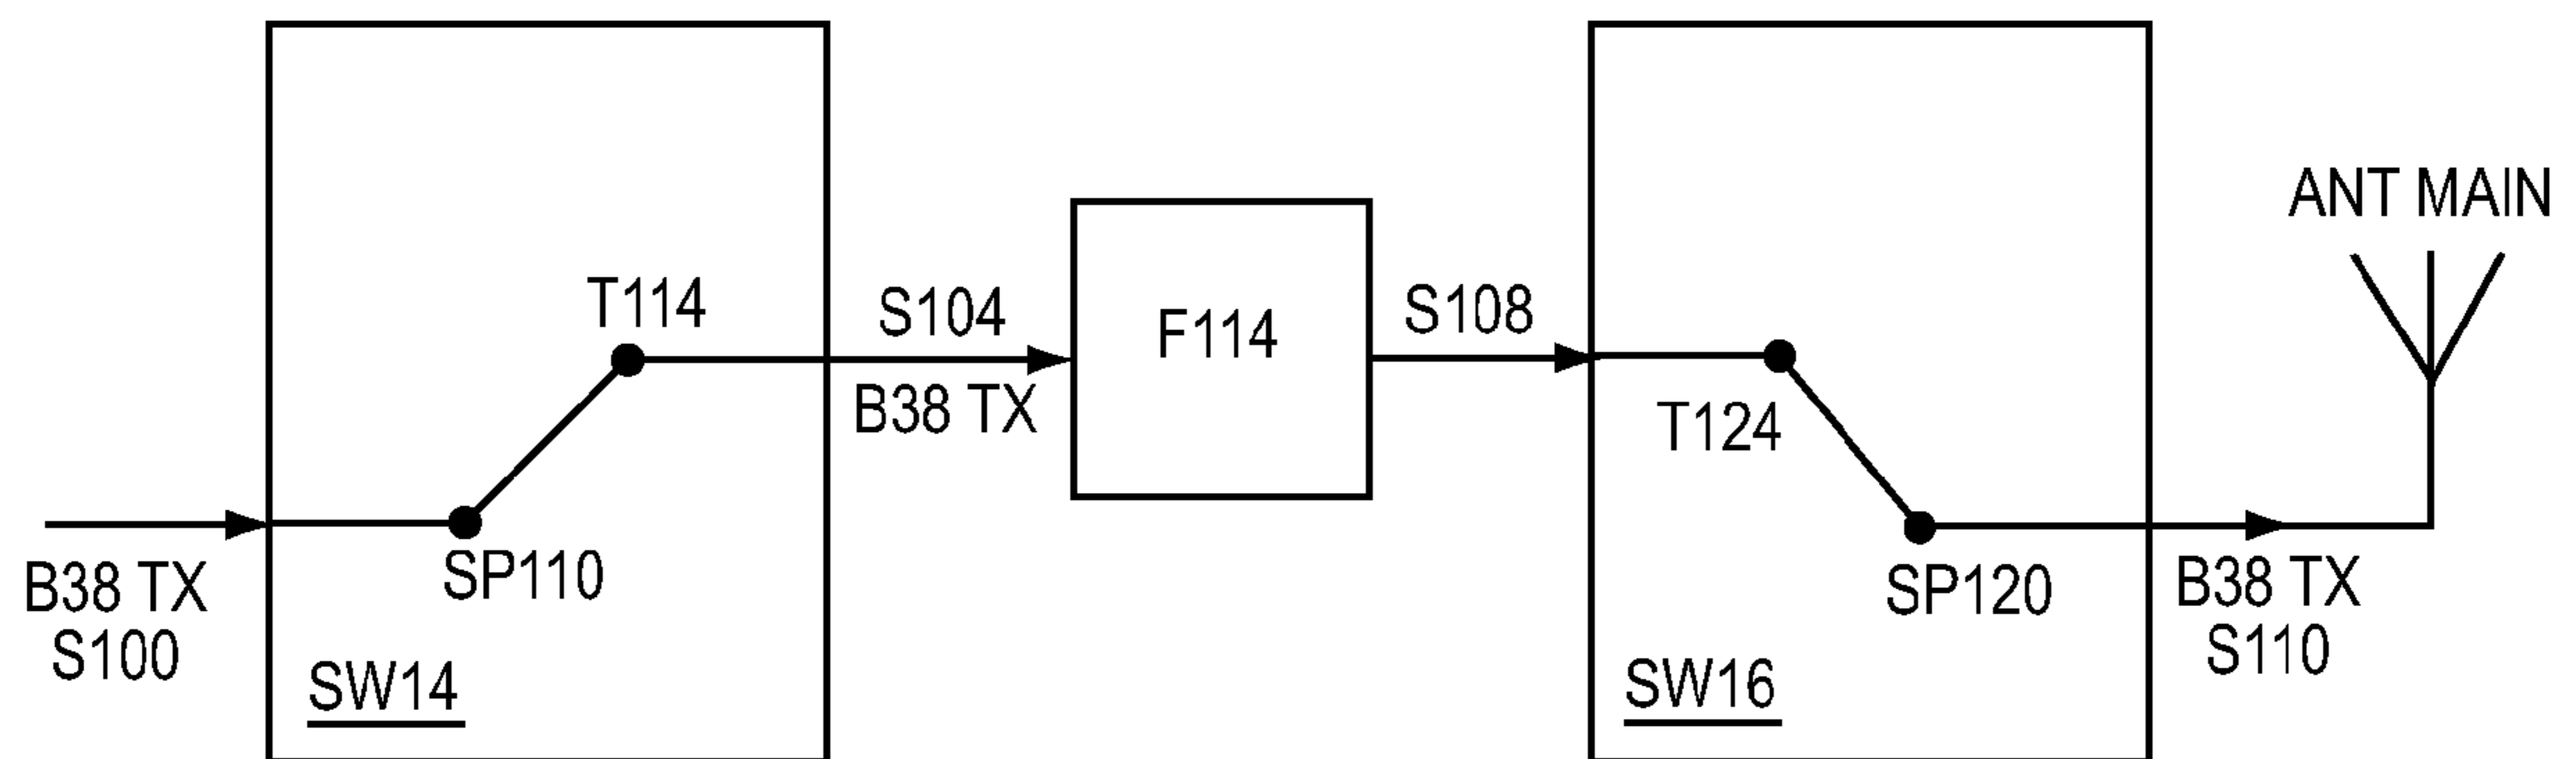 B38 TX
S100
SP110
T114
SW14
S104
B38 TX
F114
S108
T124
SP120
SW16
B38 TX
S110
ANT MAIN